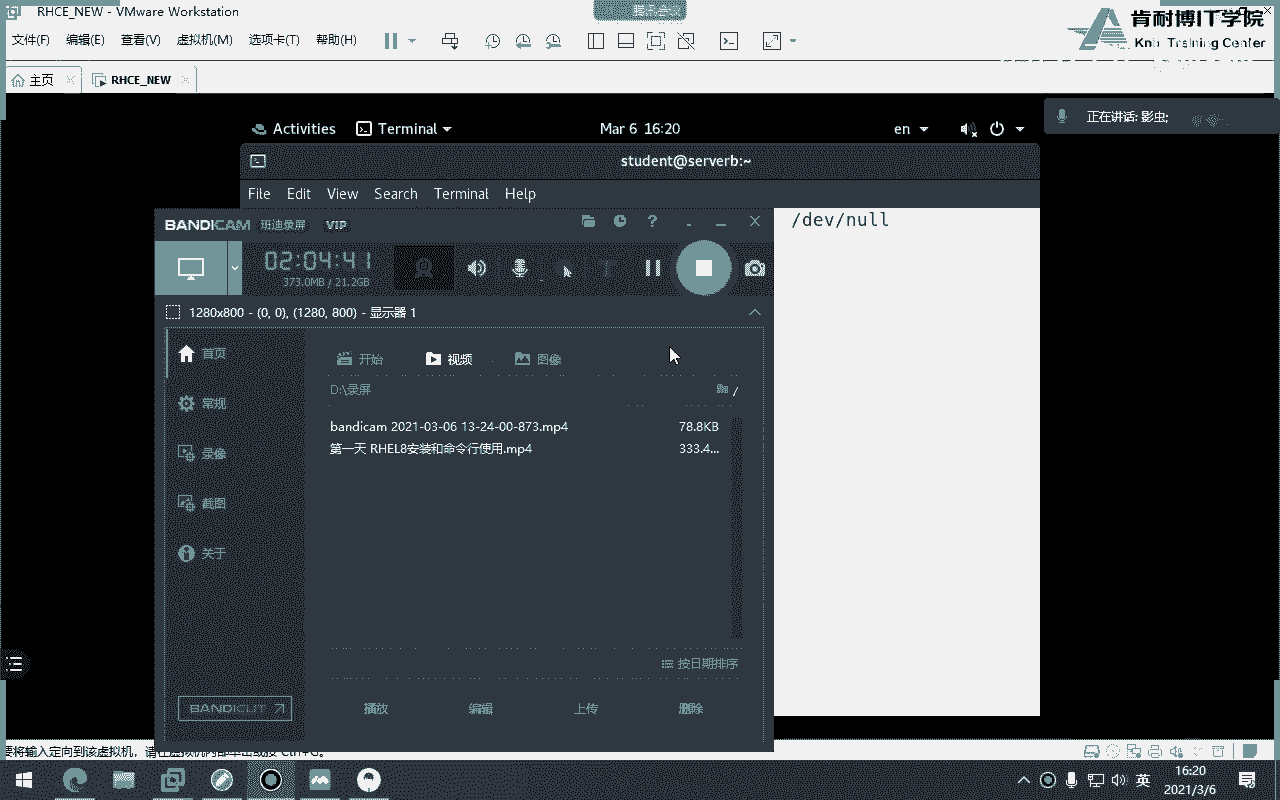 RHCE_NEW - VMware Workstation
肯耐博IT学院
Training Center
文件(F) 编辑(E) 查看(V) 虚拟机(M) 选项卡(T) 帮助(H)
主页 RHCE_NEW
正在讲话: 影虫;
Activities Terminal Mar 6 16:20 en
student@serverb:~
File Edit View Search Terminal Help
/dev/null
BANDICAM 班迪录屏 VIP
02:04:41
373.0MB / 21.2GB
1280x800 - (0, 0), (1280, 800) - 显示器 1
首页
常规
录像
截图
关于
开始 视频 图像
D:\录屏
bandicam 2021-03-06 13-24-00-873.mp4 78.8KB
第一天 RHEL8安装和命令行使用.mp4 333.4...
按日期排序
BANDICUT
播放 编辑 上传 删除
要将输入定向到该虚拟机，请在虚拟机内部单击或按 Ctrl+G。
英
16:20
2021/3/6